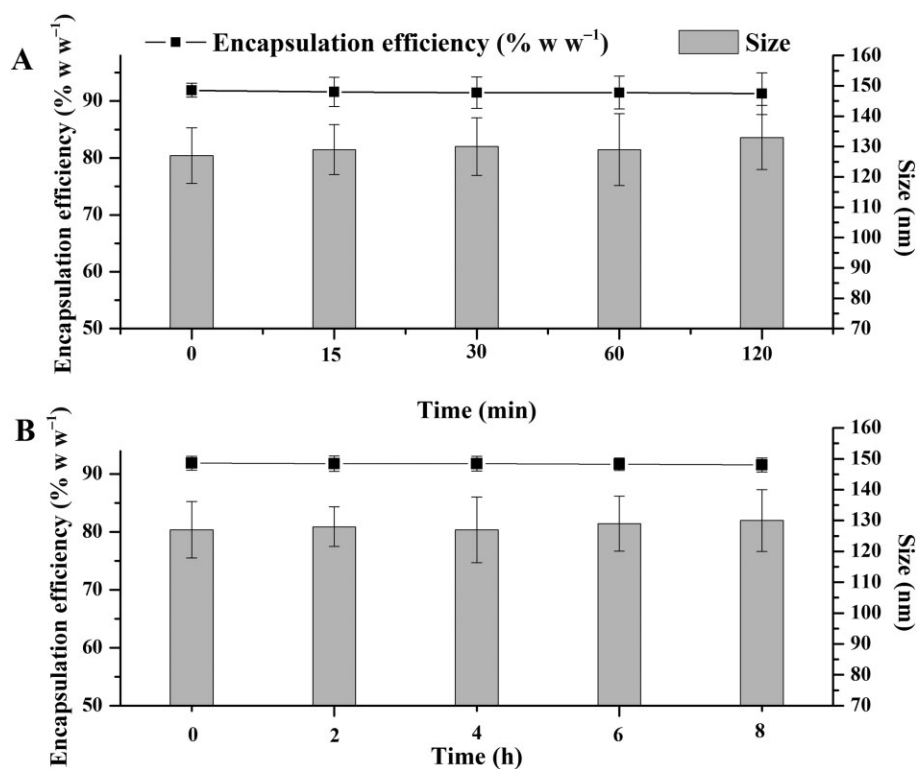 A
Encapsulation efficiency (% w w⁻¹)
Size
Encapsulation efficiency (% w w⁻¹)
90
80
70
60
50
160
150
140
130
120
110
100
90
80
70
Size (nm)
0 15 30 60 120
Time (min)
B
Encapsulation efficiency (% w w⁻¹)
90
80
70
60
50
160
150
140
130
120
110
100
90
80
70
Size (nm)
0 2 4 6 8
Time (h)